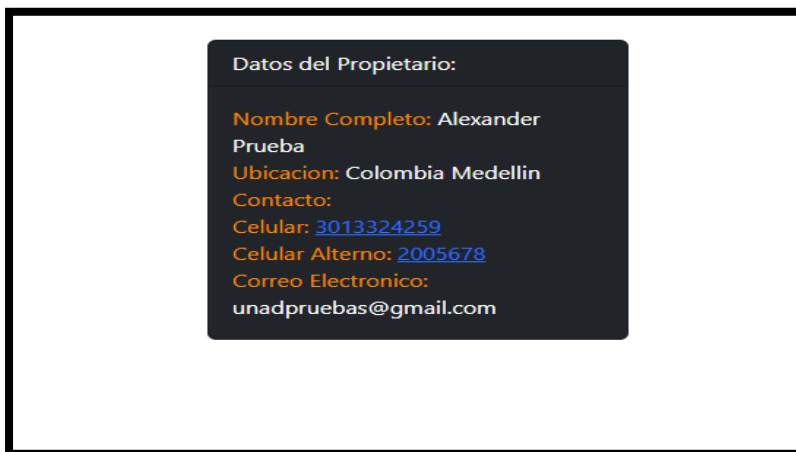 Datos del Propietario:
Nombre Completo: Alexander
Prueba
Ubicacion: Colombia Medellin
Contacto:
Celular: 3013324259
Celular Alterno: 2005678
Correo Electronico:
unadpruebas@gmail.com